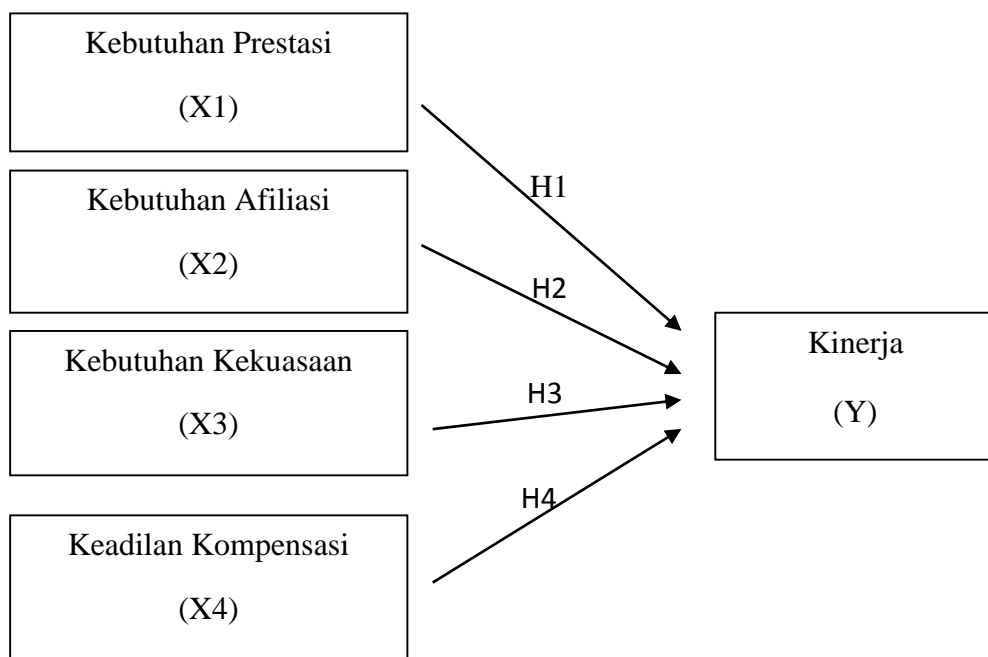 Kebutuhan Prestasi
(X1)
Kebutuhan Afiliasi
(X2)
Kebutuhan Kekuasaan
(X3)
Keadilan Kompensasi
(X4)
H1
H2
H3
H4
Kinerja
(Y)